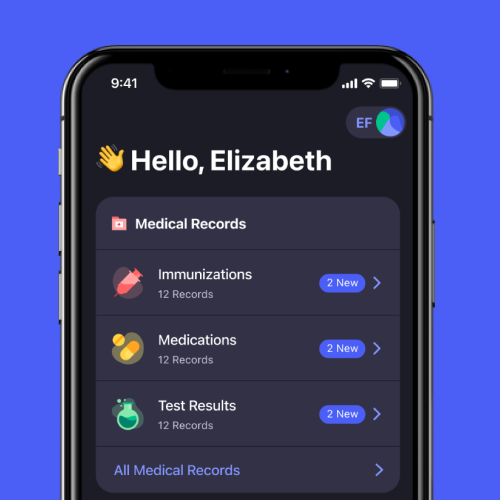 9:41
EF
👋 Hello, Elizabeth
Medical Records
Immunizations
12 Records
2 New
Medications
12 Records
2 New
Test Results
12 Records
2 New
All Medical Records